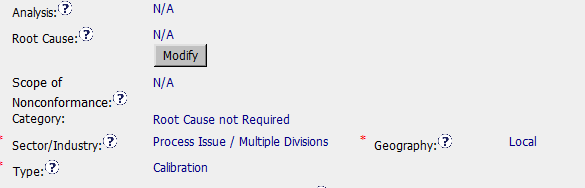 Analysis:? N/A
Root Cause:? N/A
Modify
Scope of N/A
Nonconformance:?
Category: Root Cause not Required
* Sector/Industry:? Process Issue / Multiple Divisions * Geography:? Local
* Type:? Calibration